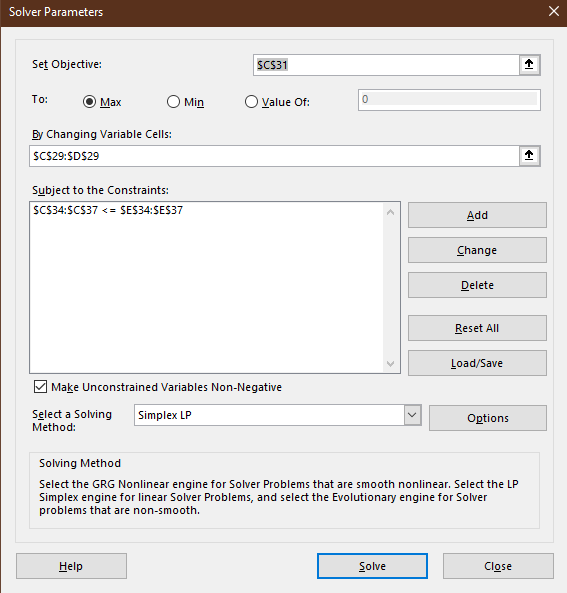 Solver Parameters
Set Objective:
$C$31
To:
Max
Min
Value Of:
0
By Changing Variable Cells:
$C$29:$D$29
Subject to the Constraints:
$C$34:$C$37 <= $E$34:$E$37
Add
Change
Delete
Reset All
Load/Save
Make Unconstrained Variables Non-Negative
Select a Solving
Method:
Simplex LP
Options
Solving Method
Select the GRG Nonlinear engine for Solver Problems that are smooth nonlinear. Select the LP
Simplex engine for linear Solver Problems, and select the Evolutionary engine for Solver
problems that are non-smooth.
Help
Solve
Close